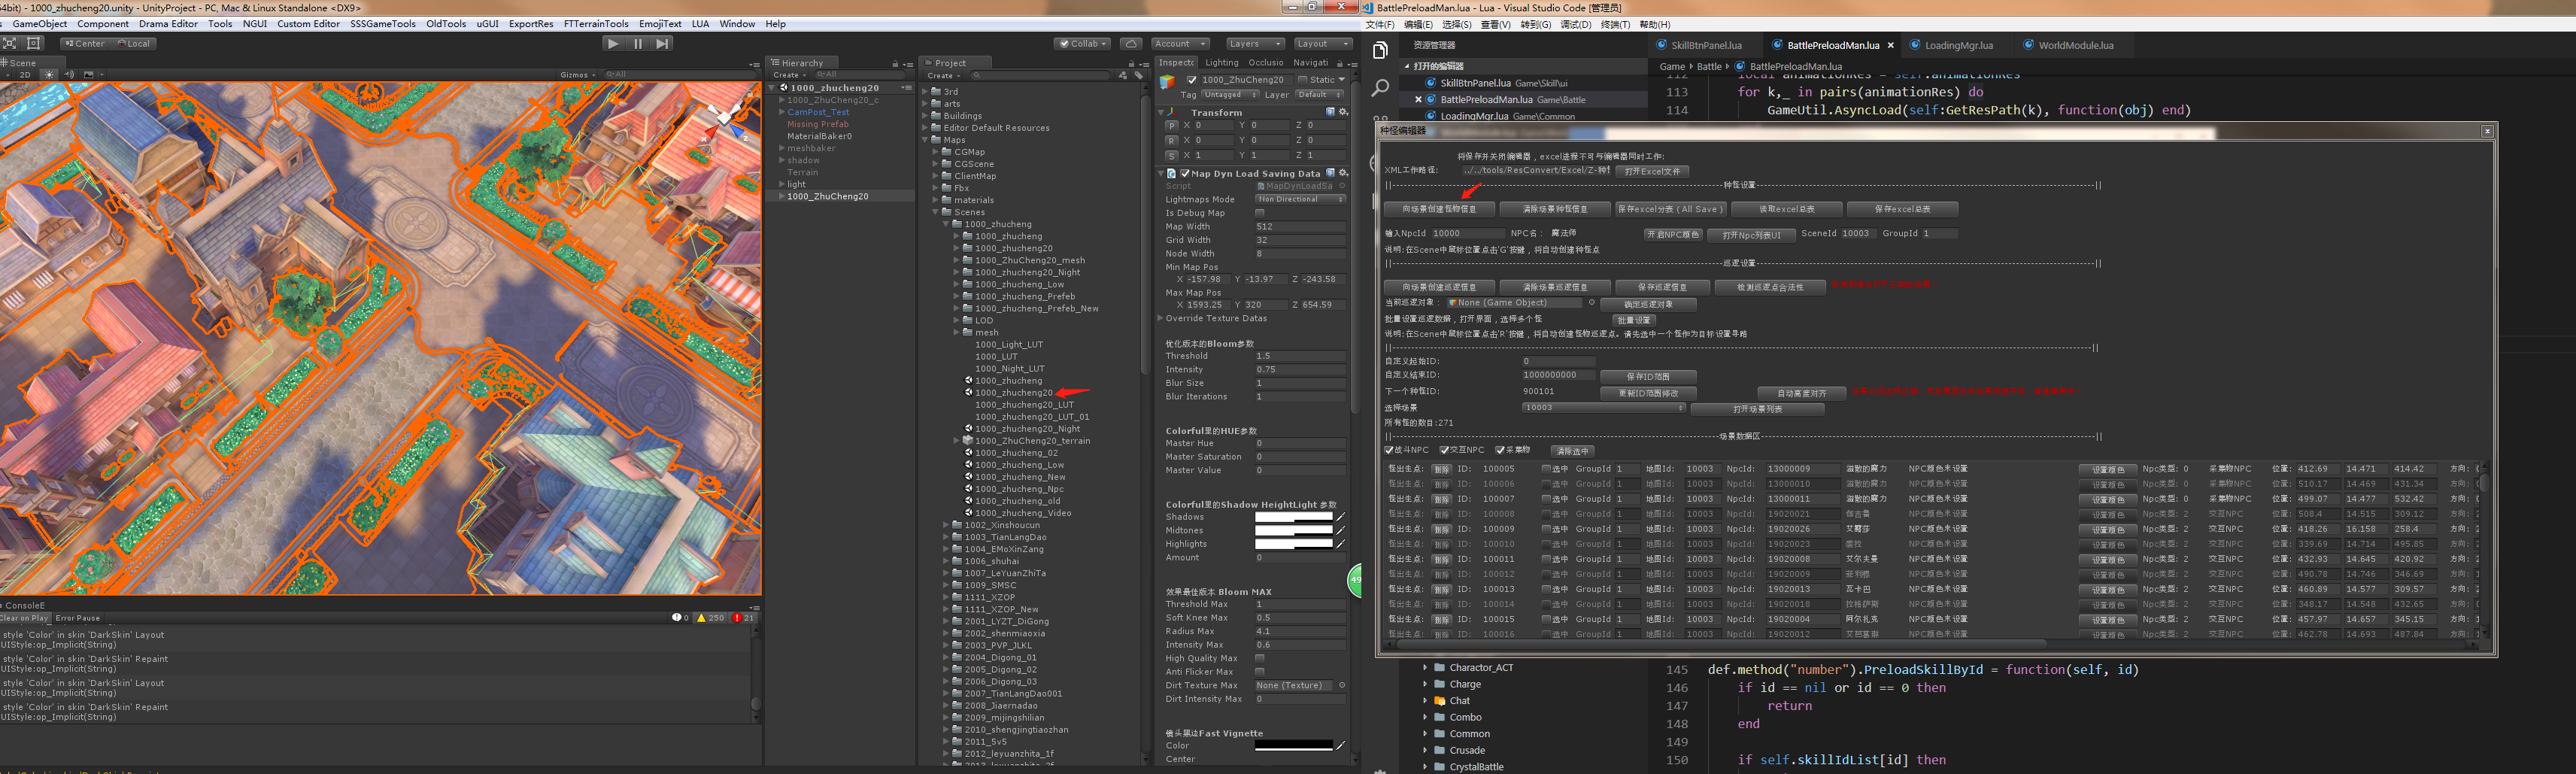 64bit) - 1000_zhucheng20.unity - UnityProject - PC, Mac & Linux Standalone <DX9>
GameObject Component Drama Editor Tools NGUI Custom Editor SSSGameTools OldTools uGUI ExportRes FTTerrainTools EmojiText LUA Window Help
Center Local
Collab Account Layers Layout
Scene
2D Gizmos All
Hierarchy
Create All
1000_zhucheng20
1000_ZhuCheng20_c
CamPost_Test
Missing Prefab
MaterialBaker0
meshbaker
shadow
Terrain
light
1000_ZhuCheng20
Project
Create
3rd
arts
Buildings
Editor Default Resources
Maps
CGMap
CGScene
ClientMap
Fbx
materials
Scenes
1000_zhucheng
1000_zhucheng
1000_zhucheng20
1000_ZhuCheng20_mesh
1000_zhucheng20_Night
1000_zhucheng_Low
1000_zhucheng_Prefeb
1000_zhucheng_Prefeb_New
LOD
mesh
1000_Light_LUT
1000_LUT
1000_Night_LUT
1000_zhucheng
1000_zhucheng20
1000_zhucheng20_LUT
1000_zhucheng20_LUT_01
1000_zhucheng20_Night
1000_ZhuCheng20_terrain
1000_zhucheng_02
1000_zhucheng_Low
1000_zhucheng_New
1000_zhucheng_Npc
1000_zhucheng_old
1000_zhucheng_Video
1002_Xinshoucun
1003_TianLangDao
1004_EMoXinZang
1006_shuhai
1007_LeYuanZhiTa
1009_SMSC
1111_XZOP
1111_XZOP_New
2001_LYZT_DiGong
2002_shenmiaoxia
2003_PVP_JLKL
2004_Digong_01
2005_Digong_02
2006_Digong_03
2007_TianLangDao001
2008_Jiaernadao
2009_mijingshilian
2010_shengjingtiaozhan
2011_5v5
2012_leyuanzhita_1f
Inspecto Lighting Occlusio Navigati
1000_ZhuCheng20 Static
Tag Untagged Layer Default
Transform
P X 0 Y 0 Z 0
R X 0 Y 0 Z 0
S X 1 Y 1 Z 1
Map Dyn Load Saving Data
Script MapDynLoadSa
Lightmaps Mode Non Directional
Is Debug Map
Map Width 512
Grid Width 32
Node Width 8
Min Map Pos
X -157.98 Y -13.97 Z -243.58
Max Map Pos
X 1593.25 Y 320 Z 654.59
Override Texture Datas
优化版本的Bloom参数
Threshold 1.5
Intensity 0.75
Blur Size 1
Blur Iterations 1
Colorful里的HUE参数
Master Hue 0
Master Saturation 0
Master Value 0
Colorful里的Shadow HeightLight 参数
Shadows
Midtones
Highlights
Amount 0
效果最佳版本 Bloom MAX
Threshold Max 1
Soft Knee Max 0.5
Radius Max 4.1
Intensity Max 0.6
High Quality Max
Anti Flicker Max
Dirt Texture Max None (Texture)
Dirt Intensity Max 0
镜头黑边Fast Vignette
Color
Center
ConsoleE
Clear on Play Error Pause 0 250 21
style 'Color' in skin 'DarkSkin' Layout
UIStyle:op_Implicit(String)
style 'Color' in skin 'DarkSkin' Repaint
UIStyle:op_Implicit(String)
style 'Color' in skin 'DarkSkin' Layout
UIStyle:op_Implicit(String)
style 'Color' in skin 'DarkSkin' Repaint
UIStyle:op_Implicit(String)
BattlePreloadMan.lua - Lua - Visual Studio Code [管理员]
文件(F) 编辑(E) 选择(S) 查看(V) 转到(G) 调试(D) 终端(T) 帮助(H)
资源管理器
打开的编辑器
SkillBtnPanel.lua Game\Skill\ui
BattlePreloadMan.lua Game\Battle
LoadingMgr.lua Game\Common
SkillBtnPanel.lua BattlePreloadMan.lua LoadingMgr.lua WorldModule.lua
Game Battle BattlePreloadMan.lua
112 local animationRes = self.animationRes
113 for k,_ in pairs(animationRes) do
114 GameUtil.AsyncLoad(self:GetResPath(k), function(obj) end)
种怪编辑器
将保存并关闭编辑器，excel进程不可与编辑器同时工作:
XML工作路径: ../../tools/ResConvert/Excel/Z-种 打开Excel文件
种怪设置
向场景创建怪物信息 清除场景种怪信息 保存excel分表 ( All Save ) 读取excel总表 保存excel总表
输入NpcId 10000 NPC名: 魔法师 开启NPC颜色 打开Npc列表UI SceneId 10003 GroupId 1
说明:在Scene中鼠标位置点击'G'按键，将自动创建种怪点
巡逻设置
向场景创建巡逻信息 清除场景巡逻信息 保存巡逻信息 检测巡逻点合法性
当前巡逻对象: None (Game Object) 确定巡逻对象
批量设置巡逻数据，打开界面，选择多个怪 批量设置
说明:在Scene中鼠标位置点击'R'按键，将自动创建怪物巡逻点。请先选中一个怪作为目标设置寻路
自定义起始ID: 0
自定义结束ID: 1000000000 保存ID范围
下一个种怪ID: 900101 更新ID范围修改 自动高度对齐
选择场景 10003 打开场景列表
所有怪的数目:271
场景数据区
战斗NPC 交互NPC 采集物 清除选中
怪出生点: 删除 ID: 100005 选中 GroupId 1 地图Id: 10003 NpcId: 13000009 溢散的魔力 NPC颜色未设置 设置颜色 Npc类型: 0 采集物NPC 位置: 412.69 14.471 414.42 方向:
怪出生点: 删除 ID: 100006 选中 GroupId 1 地图Id: 10003 NpcId: 13000010 溢散的魔力 NPC颜色未设置 设置颜色 Npc类型: 0 采集物NPC 位置: 510.17 14.469 431.34 方向:
怪出生点: 删除 ID: 100007 选中 GroupId 1 地图Id: 10003 NpcId: 13000011 溢散的魔力 NPC颜色未设置 设置颜色 Npc类型: 0 采集物NPC 位置: 499.07 14.477 532.42 方向:
怪出生点: 删除 ID: 100008 选中 GroupId 1 地图Id: 10003 NpcId: 19020021 伽吉鲁 NPC颜色未设置 设置颜色 Npc类型: 2 交互NPC 位置: 508.4 14.515 309.12 方向:
怪出生点: 删除 ID: 100009 选中 GroupId 1 地图Id: 10003 NpcId: 19020026 艾露莎 NPC颜色未设置 设置颜色 Npc类型: 2 交互NPC 位置: 418.26 16.158 258.4 方向:
怪出生点: 删除 ID: 100010 选中 GroupId 1 地图Id: 10003 NpcId: 19020023 NPC颜色未设置 设置颜色 Npc类型: 2 交互NPC 位置: 339.69 14.714 495.85 方向:
怪出生点: 删除 ID: 100011 选中 GroupId 1 地图Id: 10003 NpcId: 19020008 艾尔夫曼 NPC颜色未设置 设置颜色 Npc类型: 2 交互NPC 位置: 432.93 14.645 420.92 方向:
怪出生点: 删除 ID: 100012 选中 GroupId 1 地图Id: 10003 NpcId: 19020009 菲利德 NPC颜色未设置 设置颜色 Npc类型: 2 交互NPC 位置: 490.78 14.746 346.69 方向:
怪出生点: 删除 ID: 100013 选中 GroupId 1 地图Id: 10003 NpcId: 19020013 瓦卡巴 NPC颜色未设置 设置颜色 Npc类型: 2 交互NPC 位置: 460.89 14.577 309.57 方向:
怪出生点: 删除 ID: 100014 选中 GroupId 1 地图Id: 10003 NpcId: 19020018 拉格萨斯 NPC颜色未设置 设置颜色 Npc类型: 2 交互NPC 位置: 348.17 14.548 432.65 方向:
怪出生点: 删除 ID: 100015 选中 GroupId 1 地图Id: 10003 NpcId: 19020004 阿尔扎克 NPC颜色未设置 设置颜色 Npc类型: 2 交互NPC 位置: 457.97 14.657 345.15 方向:
怪出生点: 删除 ID: 100016 选中 GroupId 1 地图Id: 10003 NpcId: 19020012 NPC颜色未设置 设置颜色 Npc类型: 2 交互NPC 位置: 462.78 14.693 487.84 方向:
Charactor_ACT
Charge
Chat
Combo
Common
Crusade
CrystalBattle
145 def.method("number").PreloadSkillById = function(self, id)
146 if id == nil or id == 0 then
147 return
148 end
149
150 if self.skillIdList[id] then